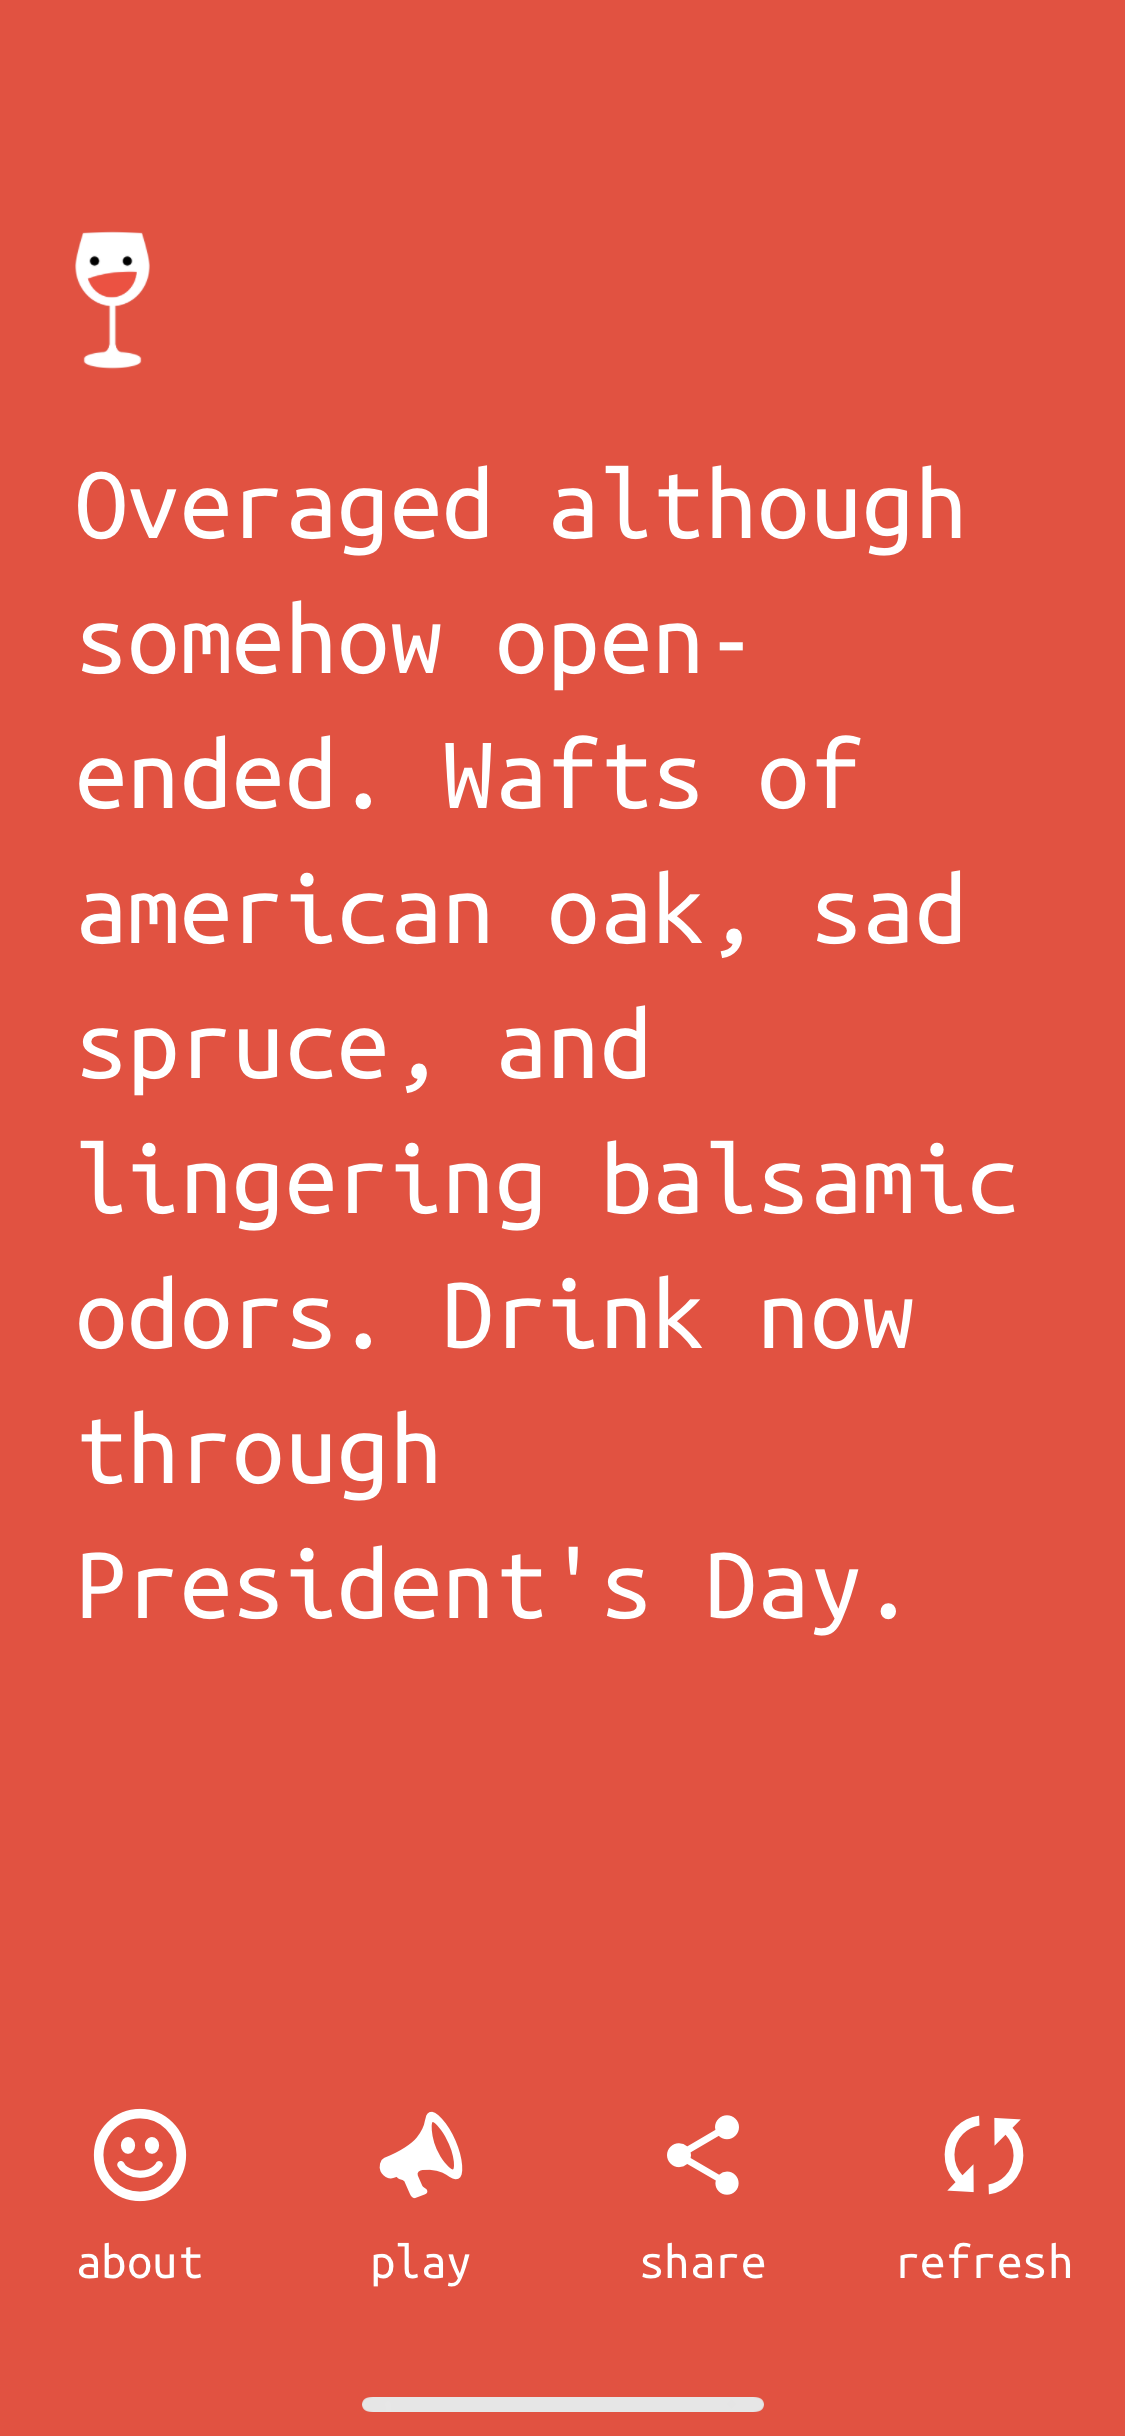 Overaged although
somehow open-
ended. Wafts of
american oak, sad
spruce, and
lingering balsamic
odors. Drink now
through
President's Day.
about
play
share
refresh